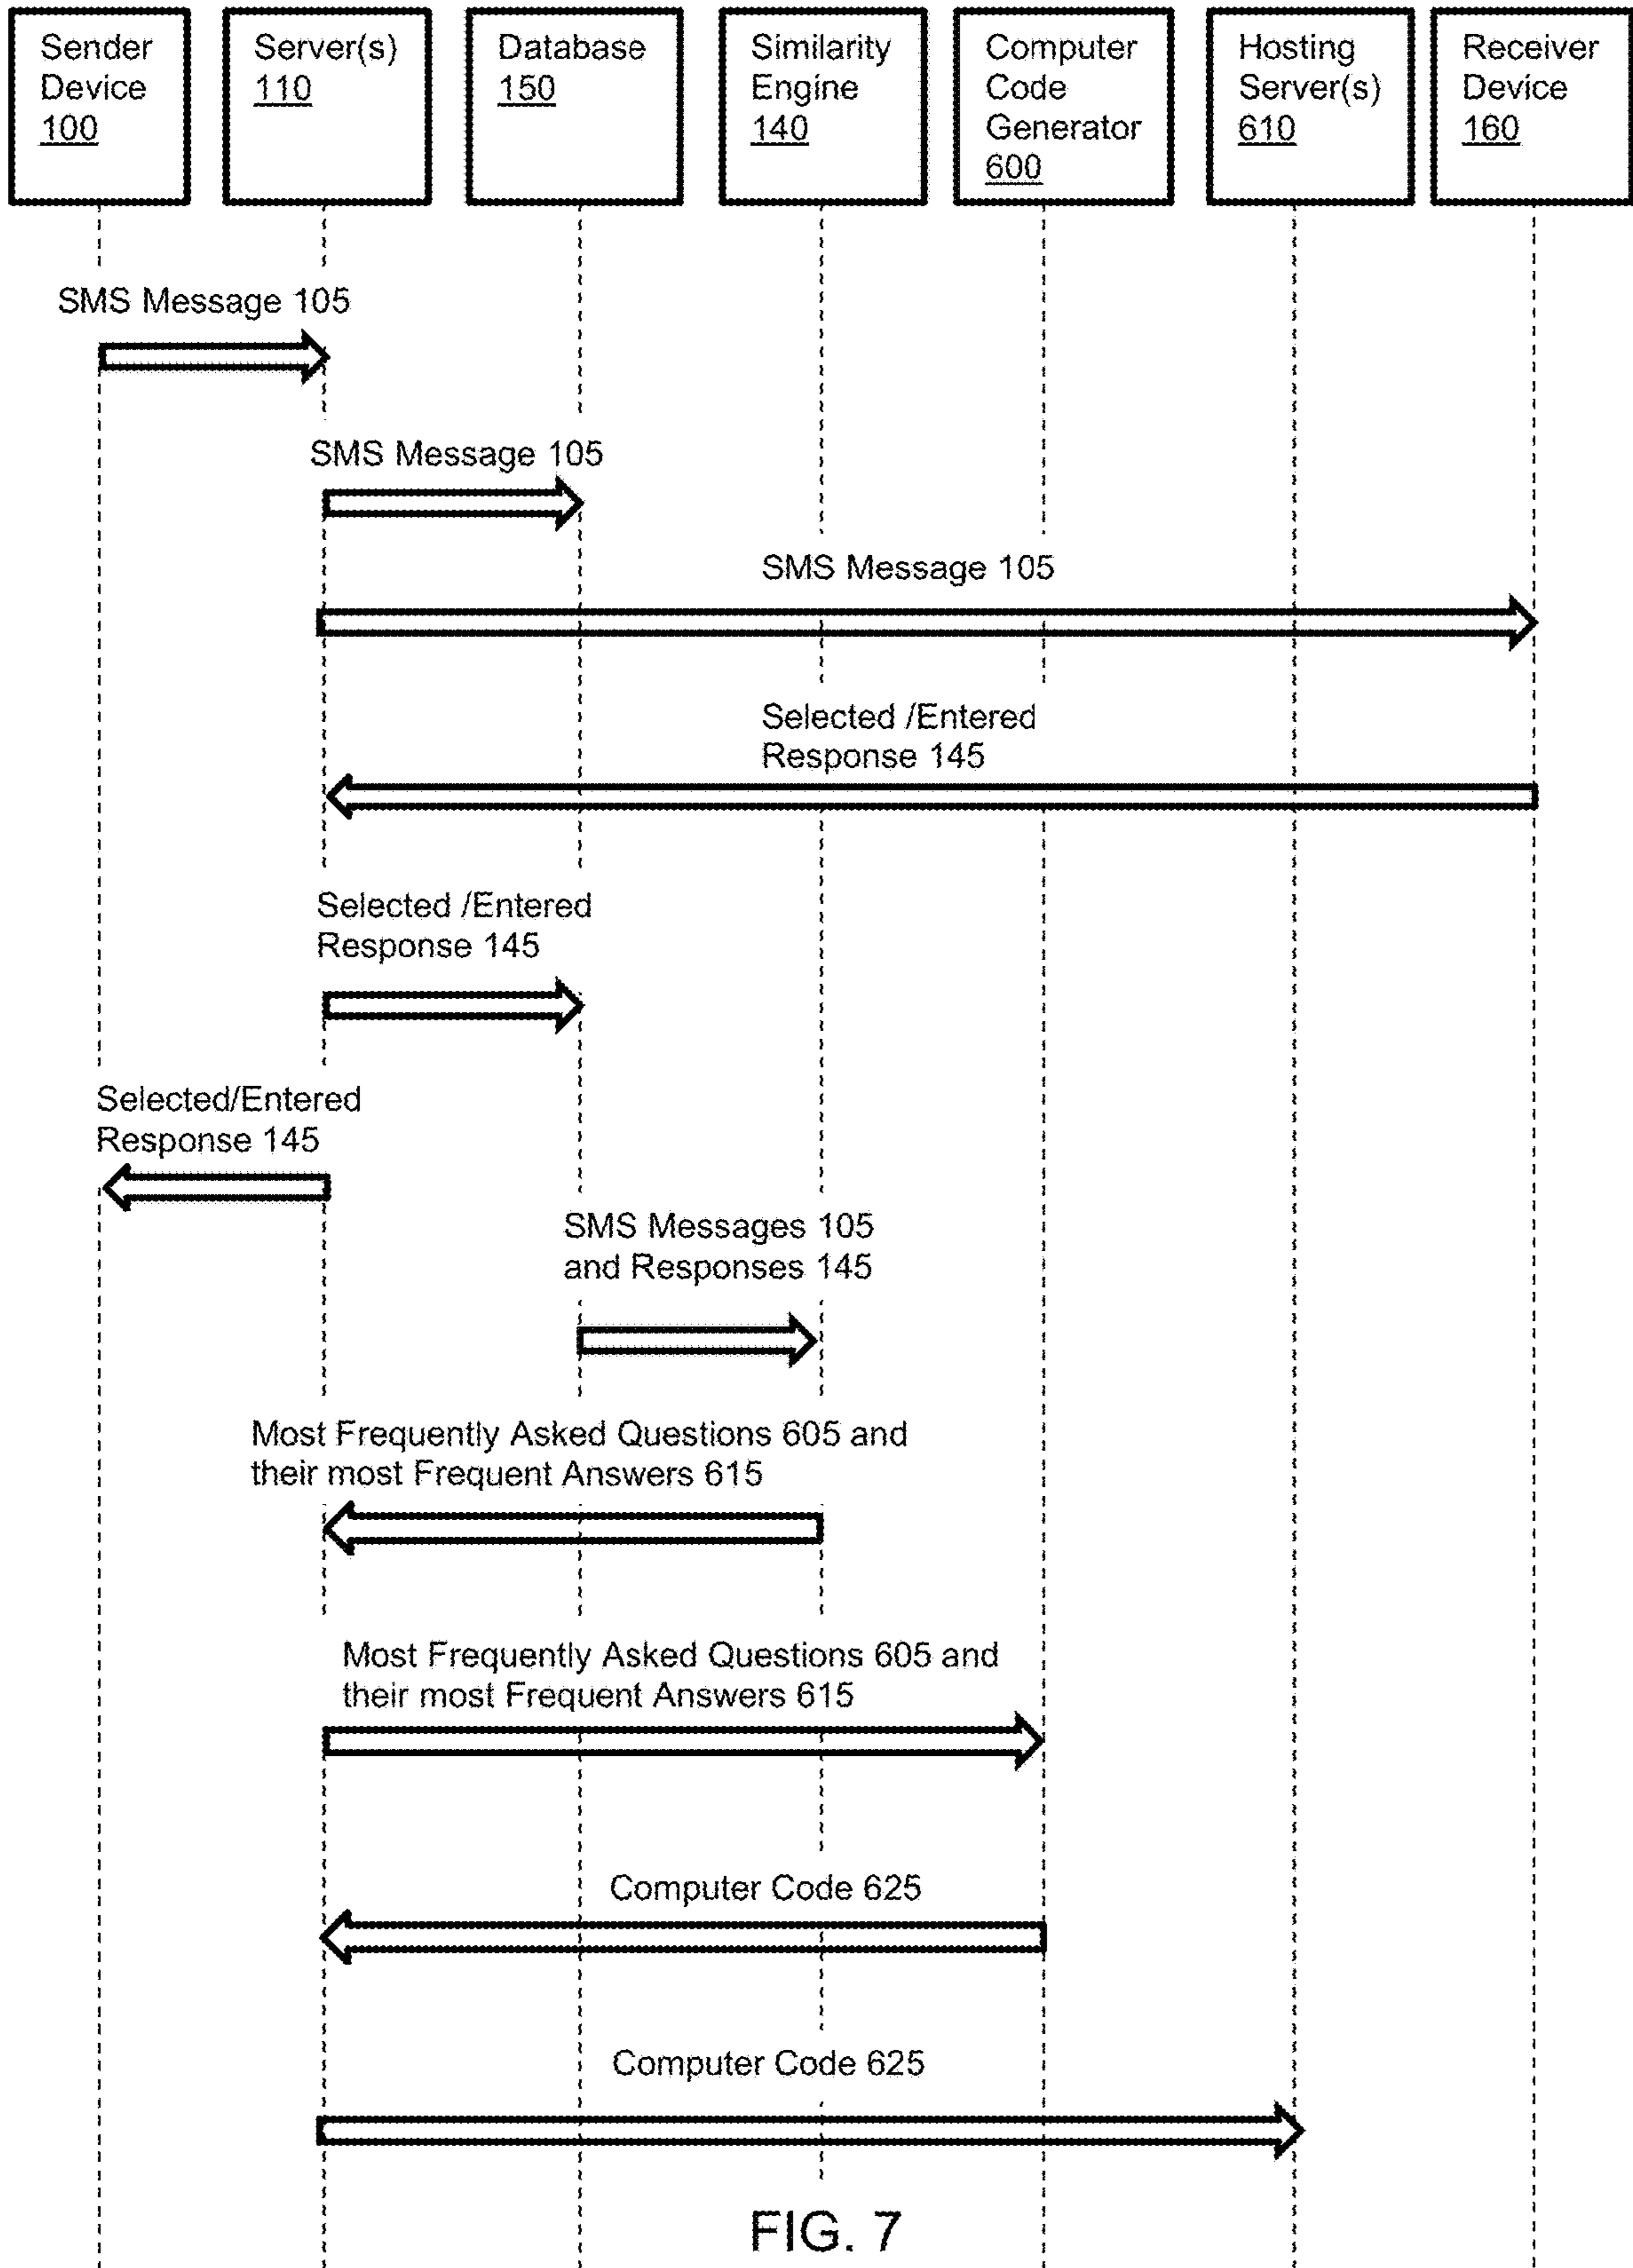 Sender
Device
100
Server(s)
110
Database
150
Similarity
Engine
140
Computer
Code
Generator
600
Hosting
Server(s)
610
Receiver
Device
160
SMS Message 105
SMS Message 105
SMS Message 105
Selected /Entered
Response 145
Selected /Entered
Response 145
Selected/Entered
Response 145
SMS Messages 105
and Responses 145
Most Frequently Asked Questions 605 and
their most Frequent Answers 615
Most Frequently Asked Questions 605 and
their most Frequent Answers 615
Computer Code 625
Computer Code 625
FIG. 7